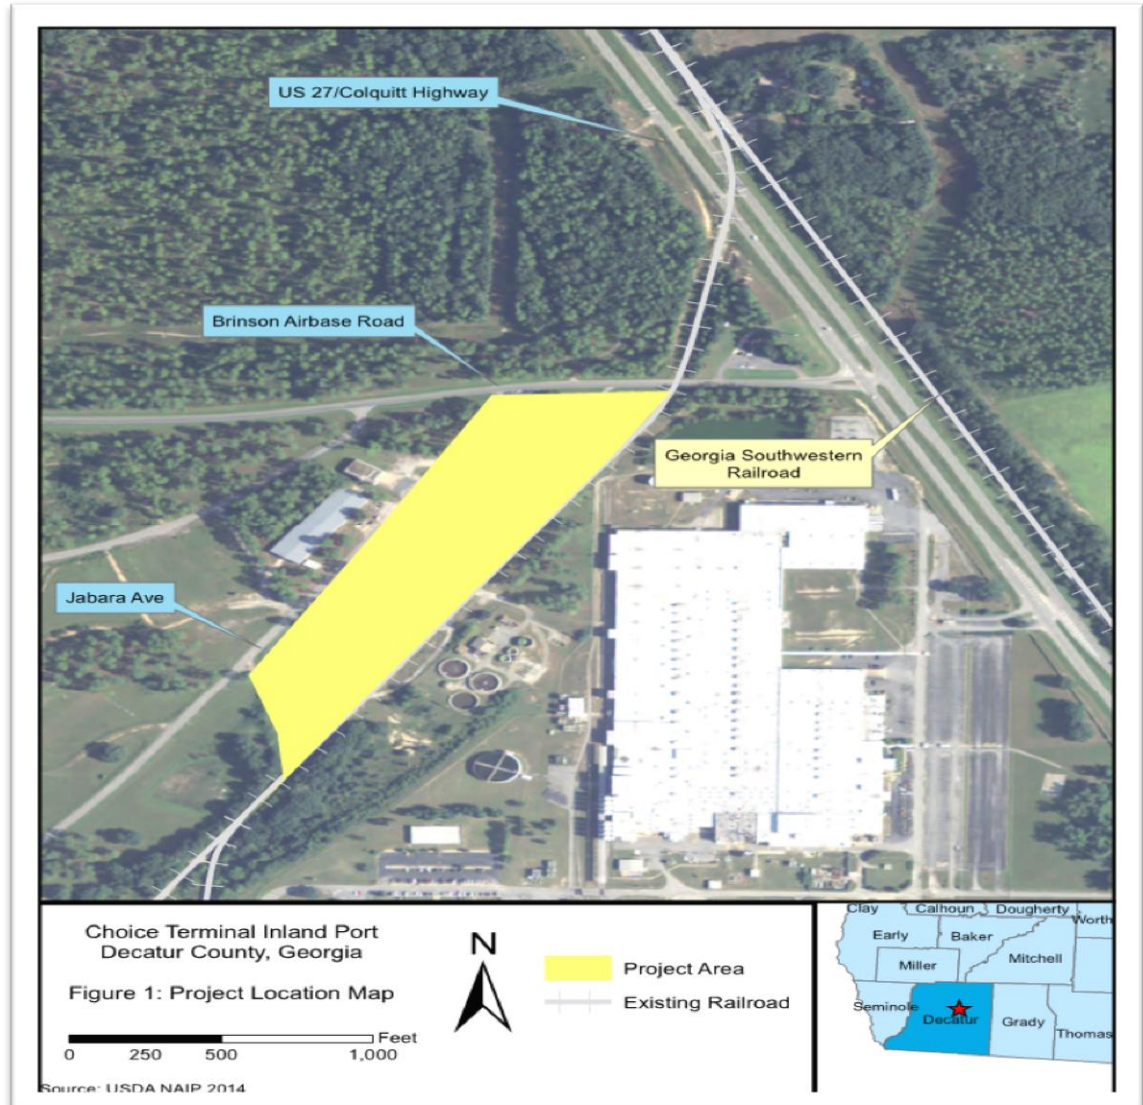 US 27/Colquitt Highway
Brinson Airbase Road
Georgia Southwestern
Railroad
Jabara Ave
Choice Terminal Inland Port
Decatur County, Georgia
Figure 1: Project Location Map
0 250 500 1,000 Feet
Source: USDA NAIP 2014
N
Project Area
Existing Railroad
Clay Calhoun Dougherty Worth
Early Baker
Miller Mitchell
Seminole Decatur Grady Thomas